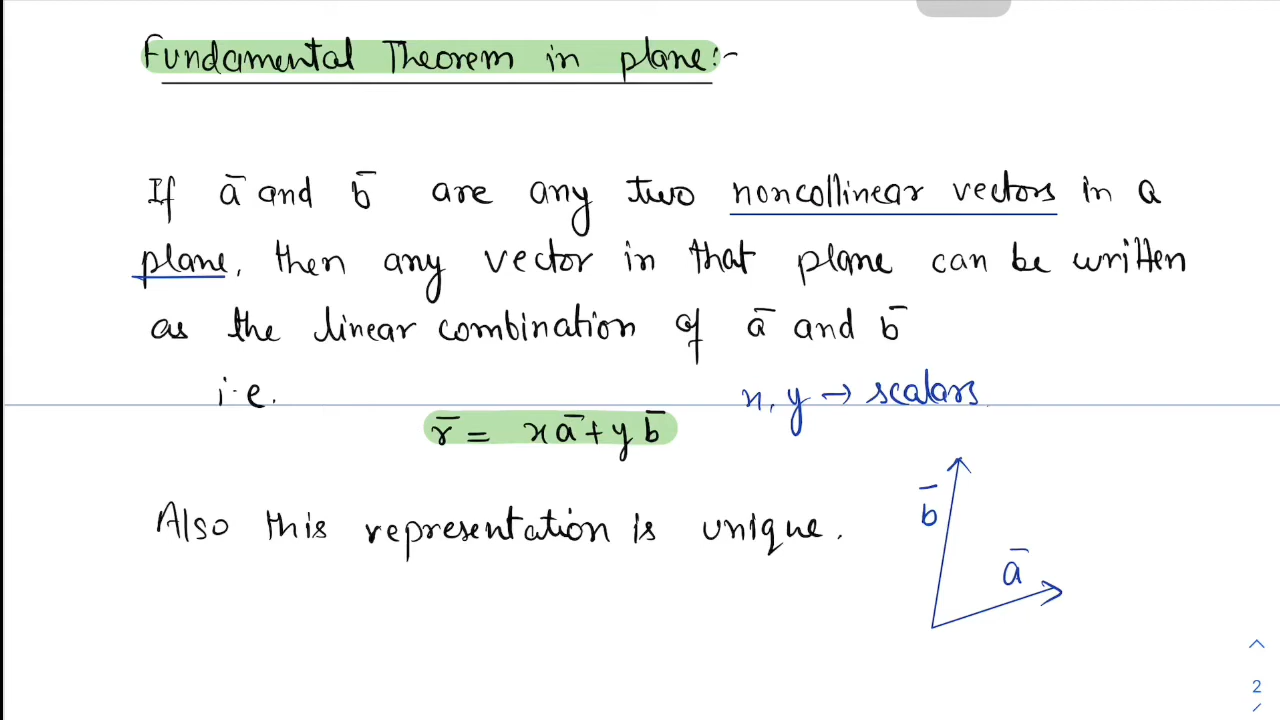 Fundamental Theorem in plane:-
If a̅ and b̅ are any two noncollinear vectors in a
plane, then any vector in that plane can be written
as the linear combination of a̅ and b̅
i.e.
x, y → scalars
r̅ = xa̅ + yb̅
Also this representation is unique.
b̅
a̅
2